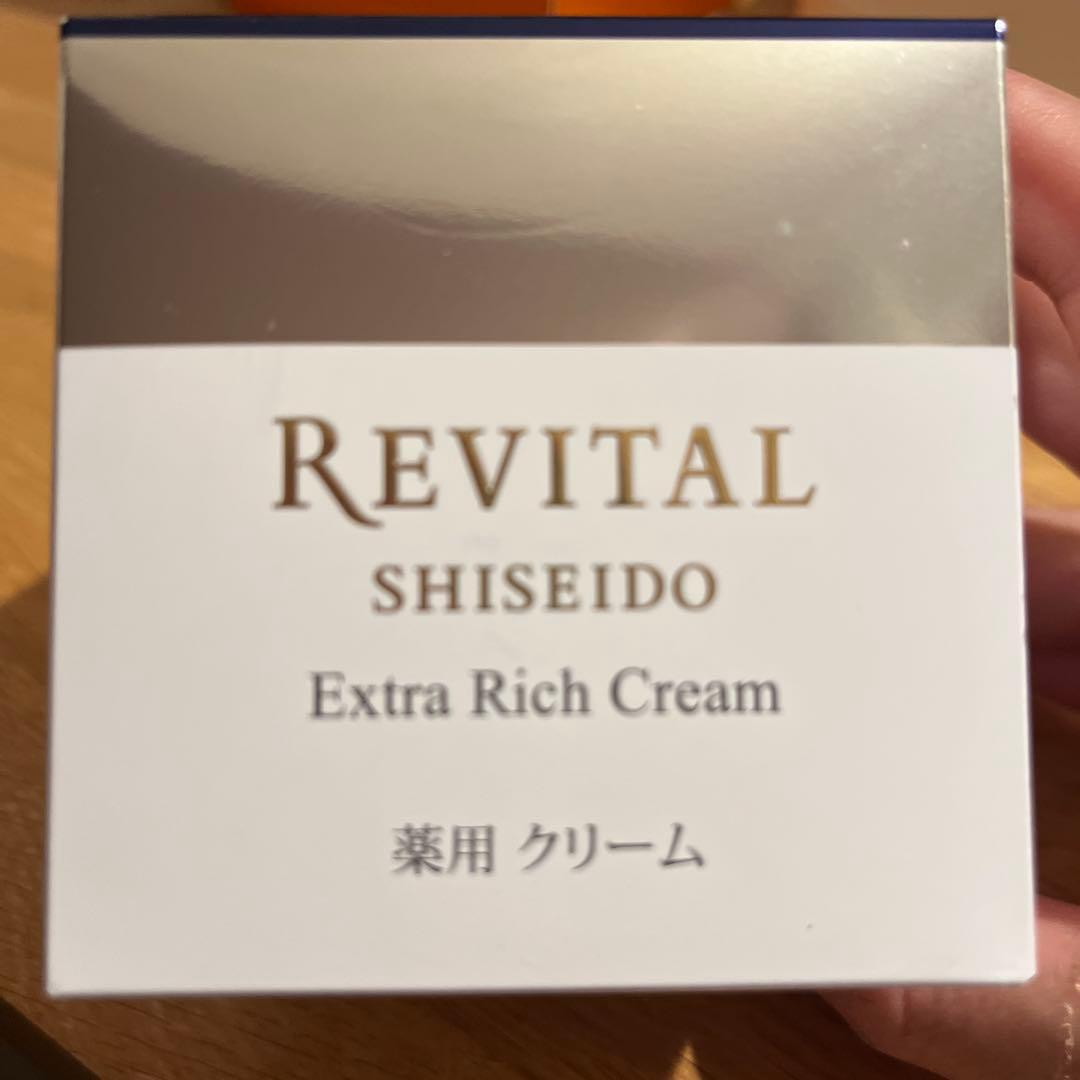 REVITAL
SHISEIDO
Extra Rich Cream
薬用 クリーム